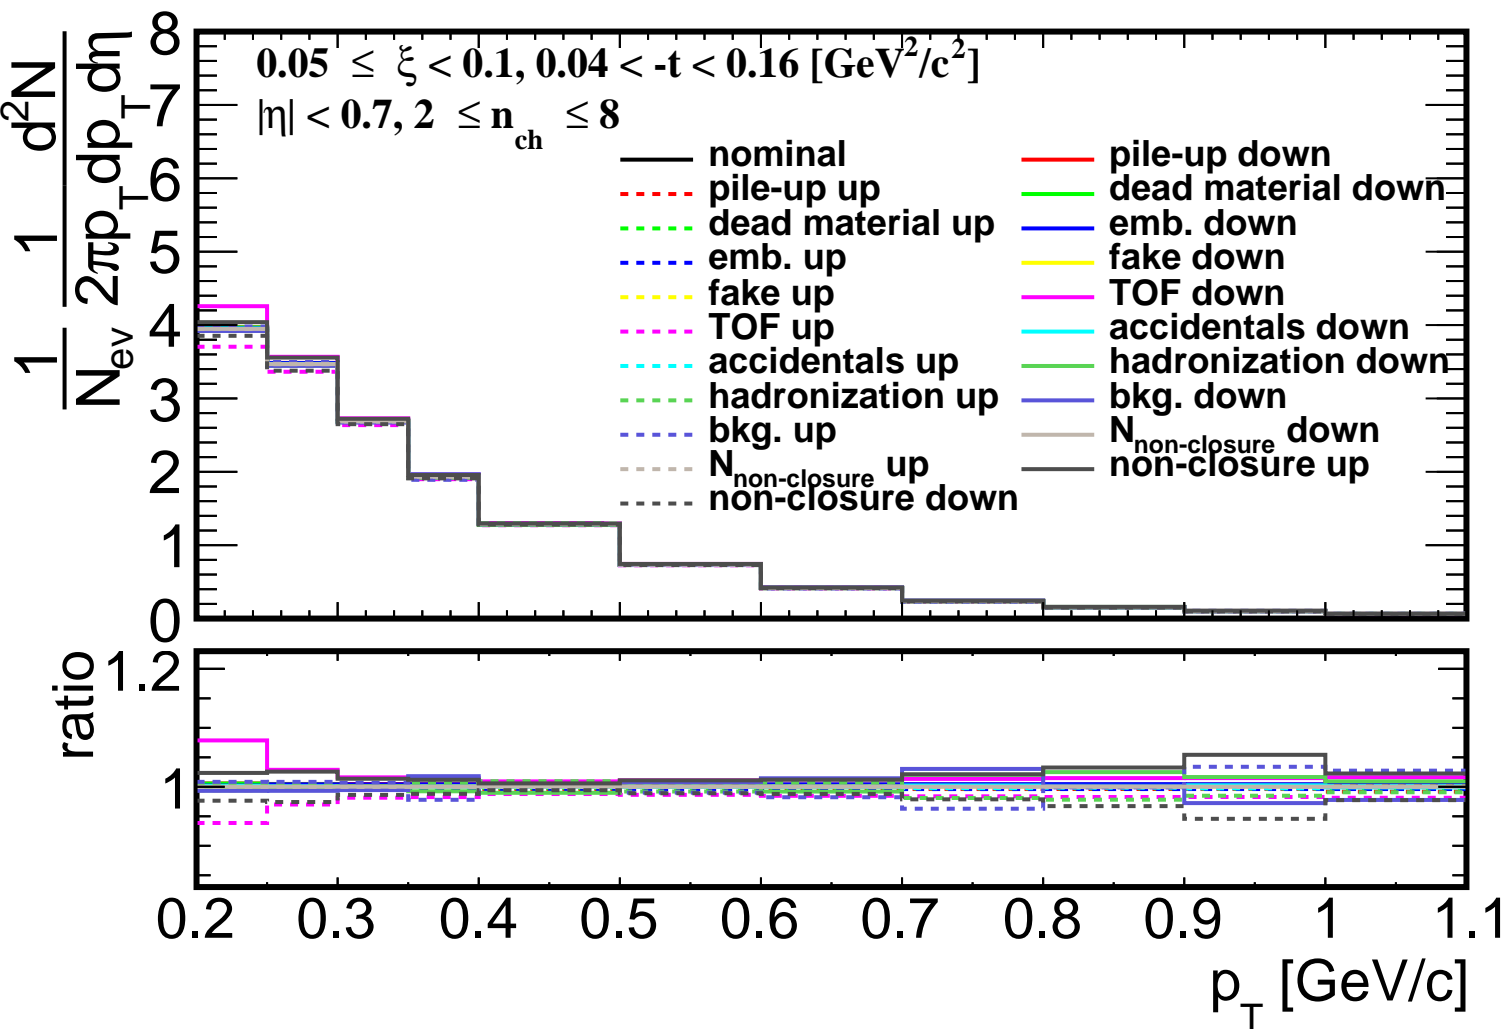 1/N_ev 1/(2πp_T dp_T dη) d²N
8
7
6
5
4
3
2
1
0
0.05 ≤ ξ < 0.1, 0.04 < -t < 0.16 [GeV²/c²]
|η| < 0.7, 2 ≤ n_ch ≤ 8
nominal
pile-up up
dead material up
emb. up
fake up
TOF up
accidentals up
hadronization up
bkg. up
N_non-closure up
non-closure down
pile-up down
dead material down
emb. down
fake down
TOF down
accidentals down
hadronization down
bkg. down
N_non-closure down
non-closure up
ratio
1.2
1
0.2 0.3 0.4 0.5 0.6 0.7 0.8 0.9 1 1.1
p_T [GeV/c]